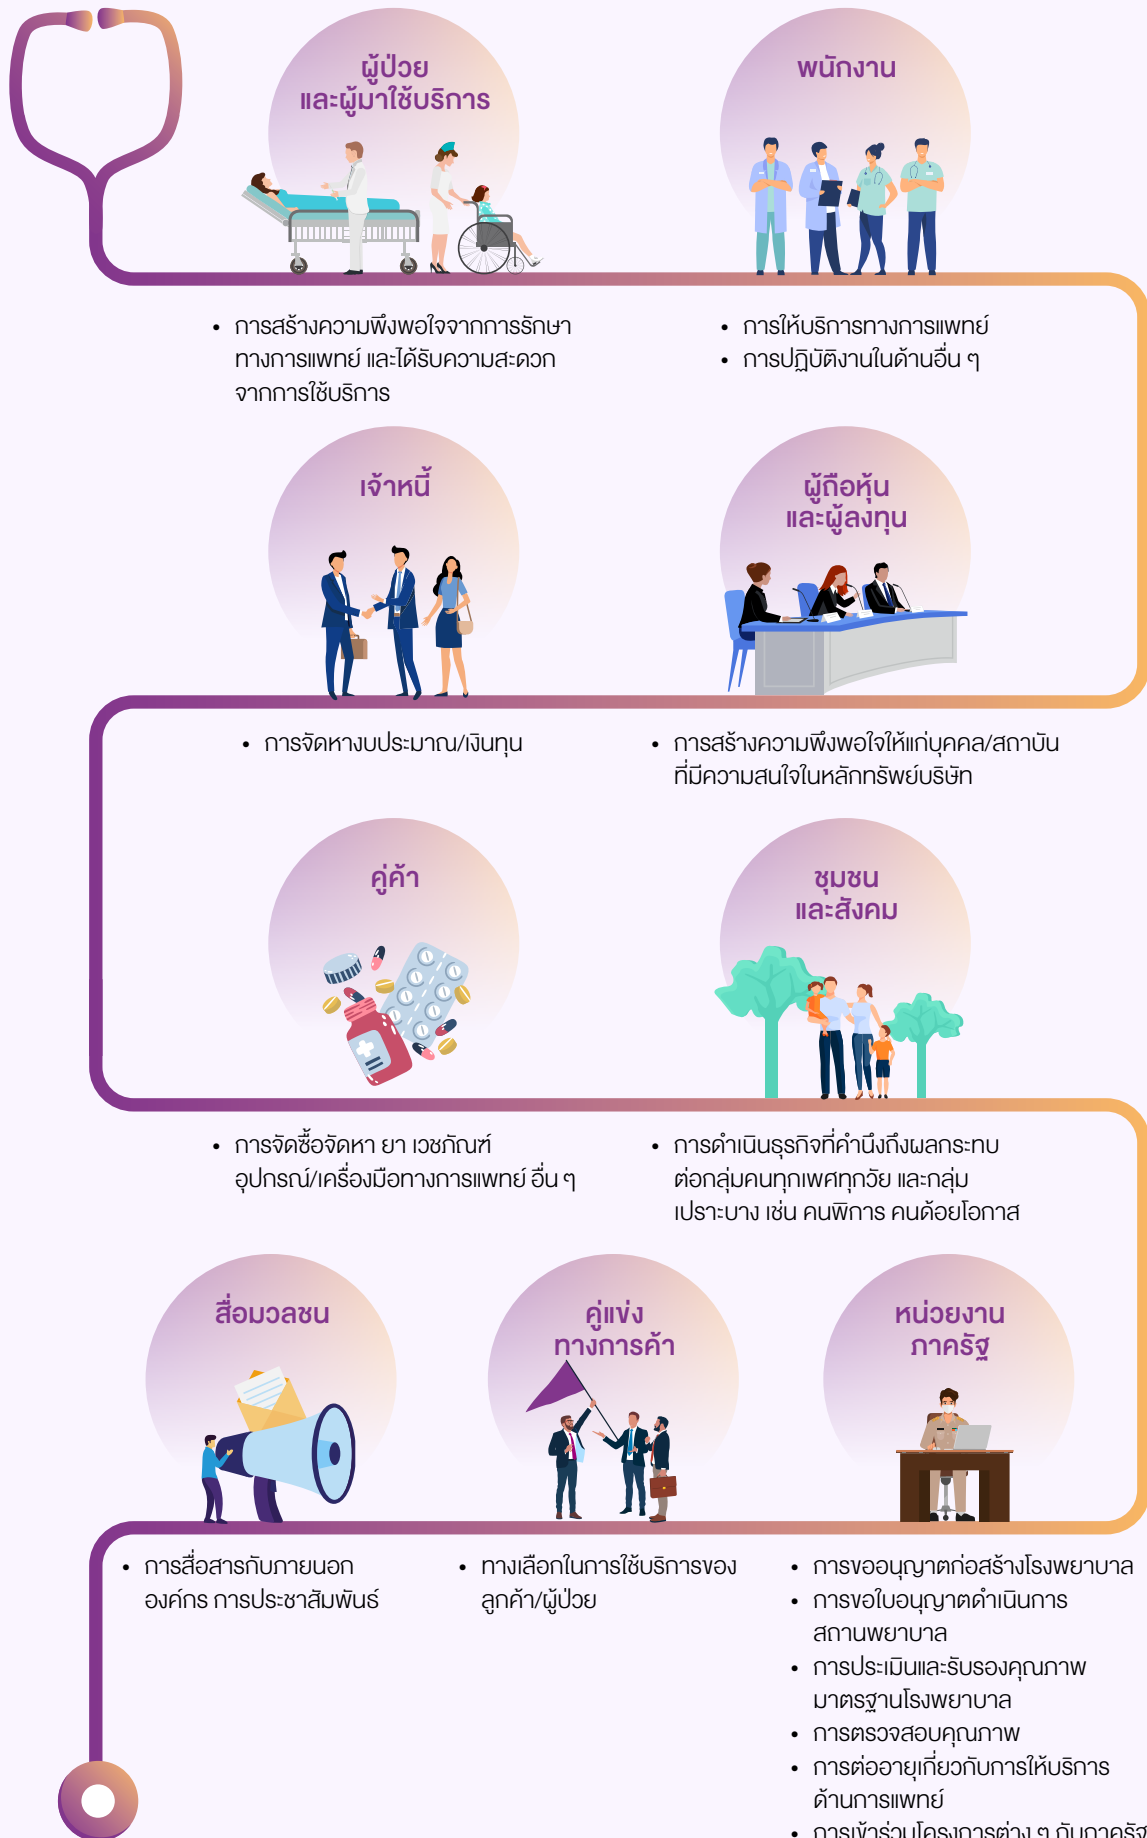 ผู้ป่วย
และผู้มาใช้บริการ
พนักงาน
• การสร้างความพึงพอใจจากการรักษา
ทางการแพทย์ และได้รับความสะดวก
จากการใช้บริการ
• การให้บริการทางการแพทย์
• การปฏิบัติงานในด้านอื่น ๆ
เจ้าหนี้
ผู้ถือหุ้น
และผู้ลงทุน
• การจัดหางบประมาณ/เงินทุน
• การสร้างความพึงพอใจให้แก่บุคคล/สถาบัน
ที่มีความสนใจในหลักทรัพย์บริษัท
คู่ค้า
ชุมชน
และสังคม
• การจัดซื้อจัดหา ยา เวชภัณฑ์
อุปกรณ์/เครื่องมือทางการแพทย์ อื่น ๆ
• การดำเนินธุรกิจที่คำนึงถึงผลกระทบ
ต่อกลุ่มคนทุกเพศทุกวัย และกลุ่ม
เปราะบาง เช่น คนพิการ คนด้อยโอกาส
สื่อมวลชน
คู่แข่ง
ทางการค้า
หน่วยงาน
ภาครัฐ
• การสื่อสารกับภายนอก
องค์กร การประชาสัมพันธ์
• ทางเลือกในการใช้บริการของ
ลูกค้า/ผู้ป่วย
• การขออนุญาตก่อสร้างโรงพยาบาล
• การขอใบอนุญาตดำเนินการ
สถานพยาบาล
• การประเมินและรับรองคุณภาพ
มาตรฐานโรงพยาบาล
• การตรวจสอบคุณภาพ
• การต่ออายุเกี่ยวกับการให้บริการ
ด้านการแพทย์
• การเข้าร่วมโครงการต่าง ๆ กับภาครัฐ